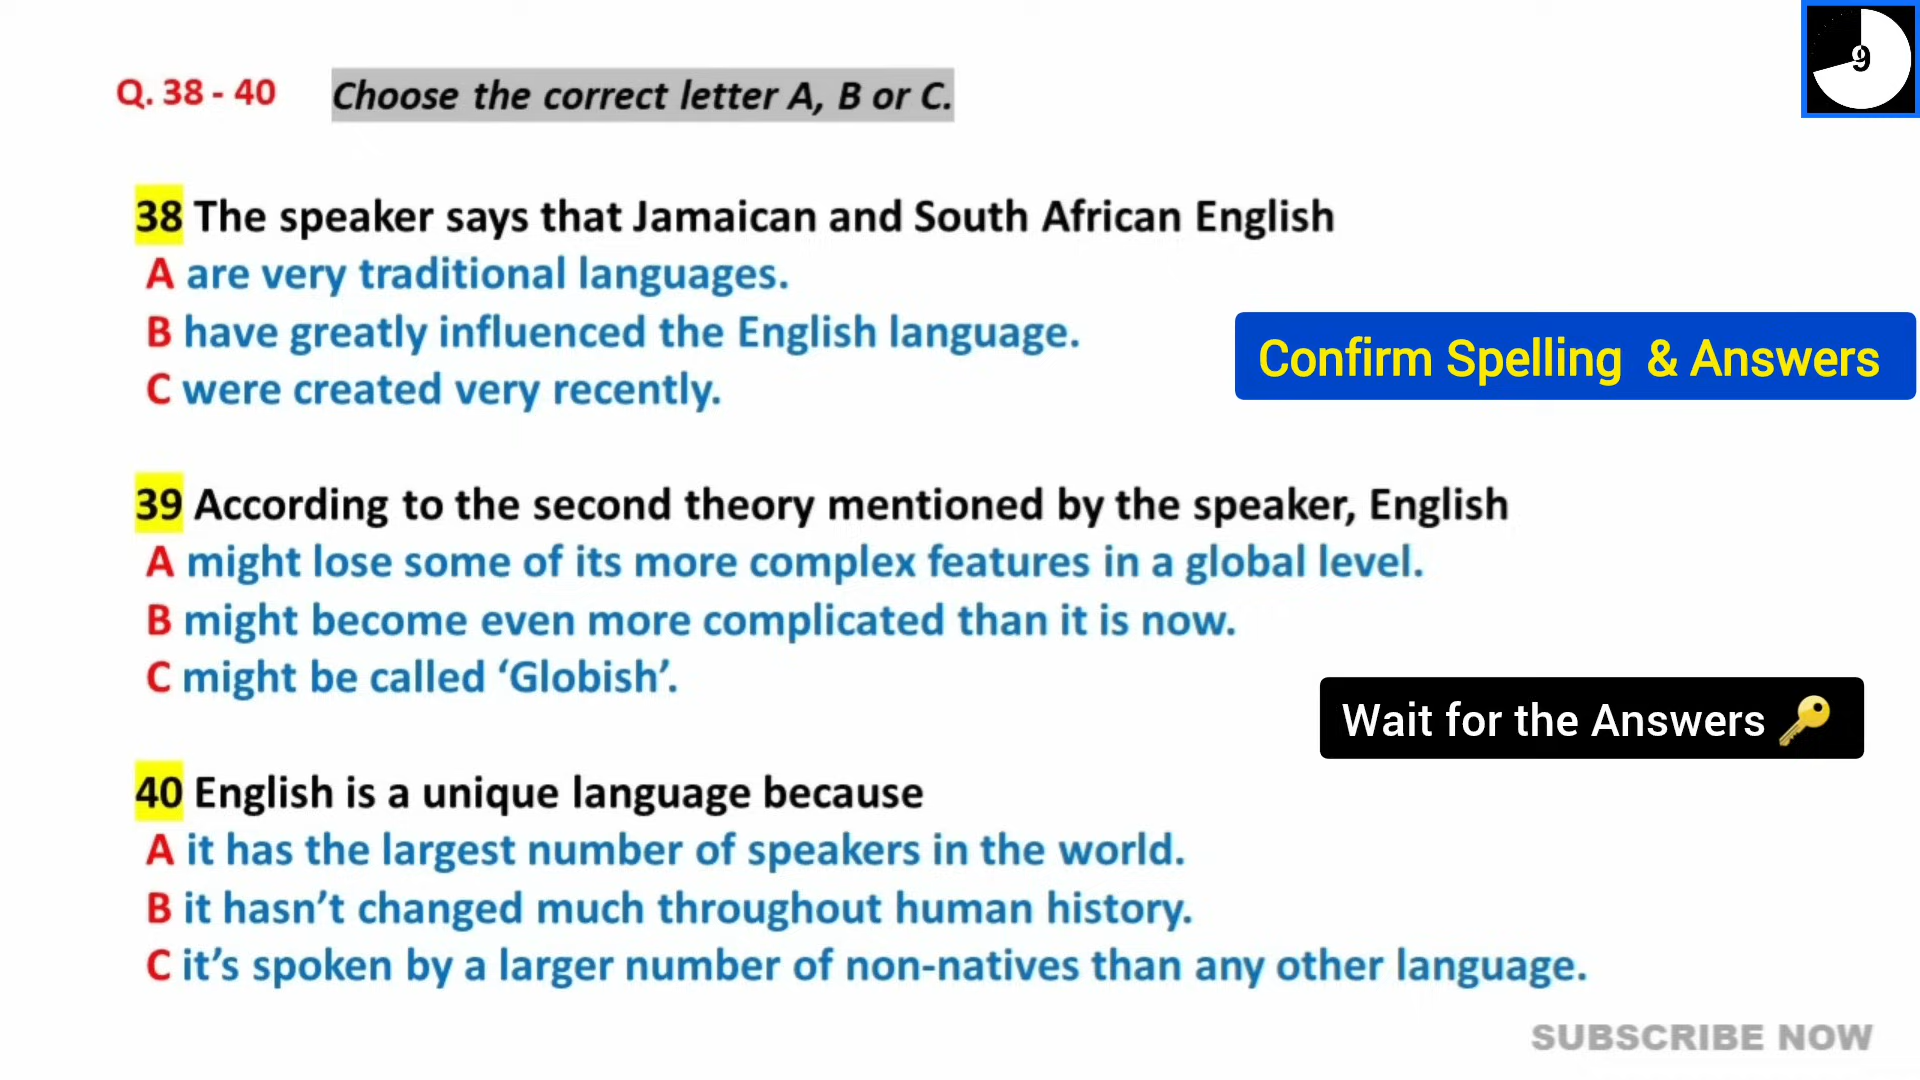 9
Q. 38 - 40 Choose the correct letter A, B or C.
38 The speaker says that Jamaican and South African English
A are very traditional languages.
B have greatly influenced the English language.
Confirm Spelling & Answers
C were created very recently.
39 According to the second theory mentioned by the speaker, English
A might lose some of its more complex features in a global level.
B might become even more complicated than it is now.
C might be called ‘Globish’.
Wait for the Answers
40 English is a unique language because
A it has the largest number of speakers in the world.
B it hasn’t changed much throughout human history.
C it’s spoken by a larger number of non-natives than any other language.
SUBSCRIBE NOW